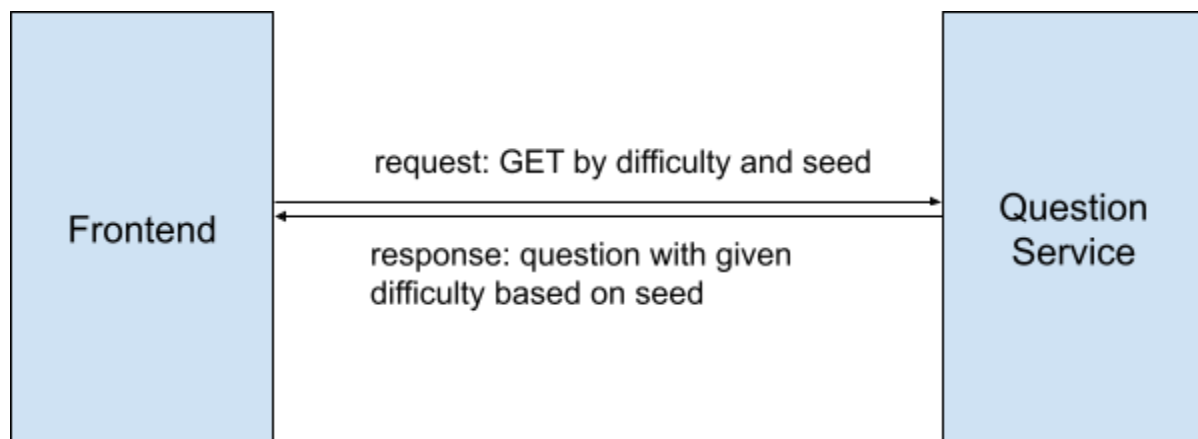 request: GET by difficulty and seed
Frontend
Question
Service
response: question with given
difficulty based on seed